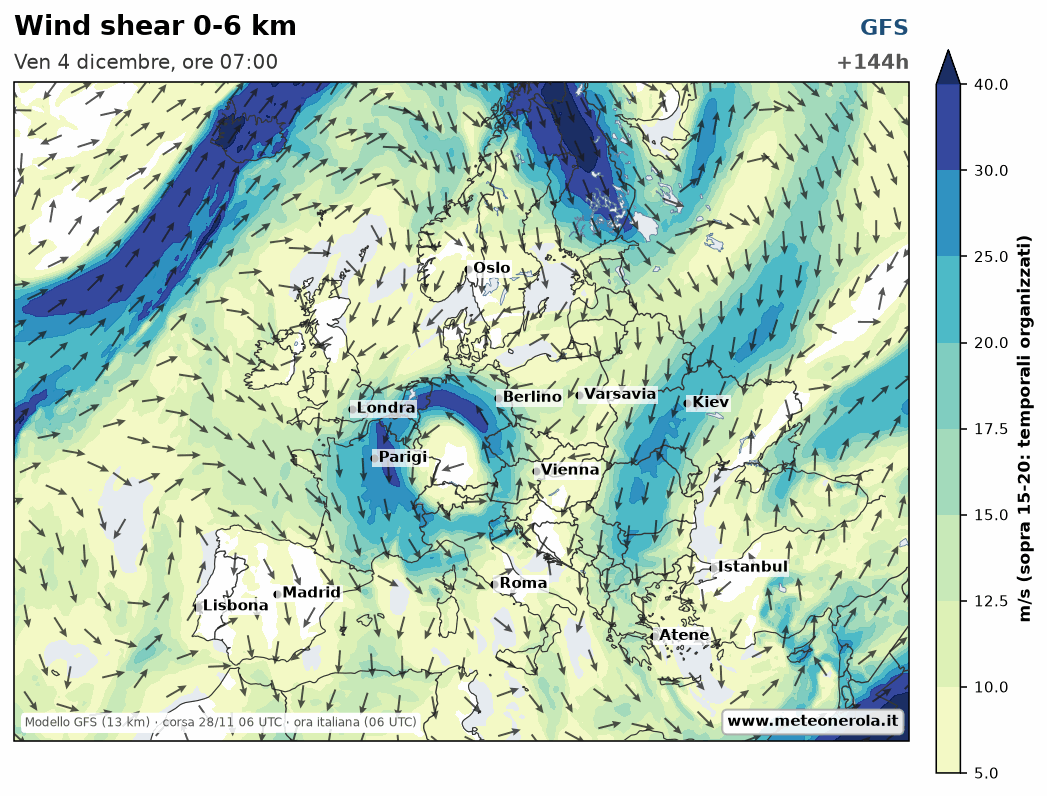 Wind shear 0-6 km
GFS
Ven 4 dicembre, ore 07:00
+144h
40.0
30.0
25.0
20.0
17.5
15.0
12.5
10.0
5.0
m/s (sopra 15-20: temporali organizzati)
Oslo
Londra
Berlino
Varsavia
Kiev
Parigi
Vienna
Istanbul
Roma
Madrid
Lisbona
Atene
Modello GFS (13 km) · corsa 28/11 06 UTC · ora italiana (06 UTC)
www.meteonerola.it